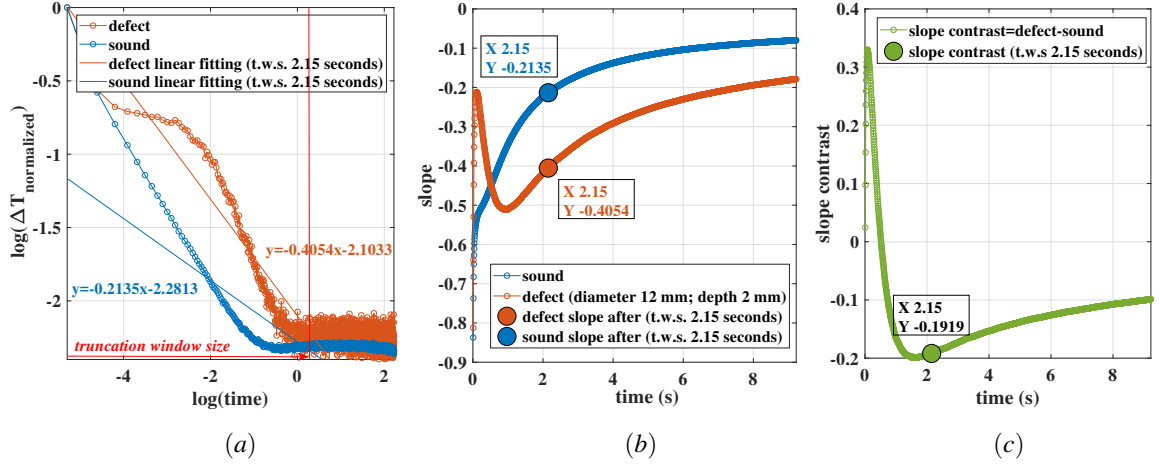 0
-0.5
-1
-1.5
-2
-4
-2
0
2
log(ΔT_normalized)
log(time)
defect
sound
defect linear fitting (t.w.s. 2.15 seconds)
sound linear fitting (t.w.s. 2.15 seconds)
y=-0.4054x-2.1033
y=-0.2135x-2.2813
truncation window size
(a)
0
-0.1
-0.2
-0.3
-0.4
-0.5
-0.6
-0.7
-0.8
-0.9
0
2
4
6
8
slope
time (s)
X 2.15
Y -0.2135
X 2.15
Y -0.4054
sound
defect (diameter 12 mm; depth 2 mm)
defect slope after (t.w.s. 2.15 seconds)
sound slope after (t.w.s. 2.15 seconds)
(b)
0.4
0.3
0.2
0.1
0
-0.1
-0.2
0
2
4
6
8
slope contrast
time (s)
slope contrast=defect-sound
slope contrast (t.w.s 2.15 seconds)
X 2.15
Y -0.1919
(c)